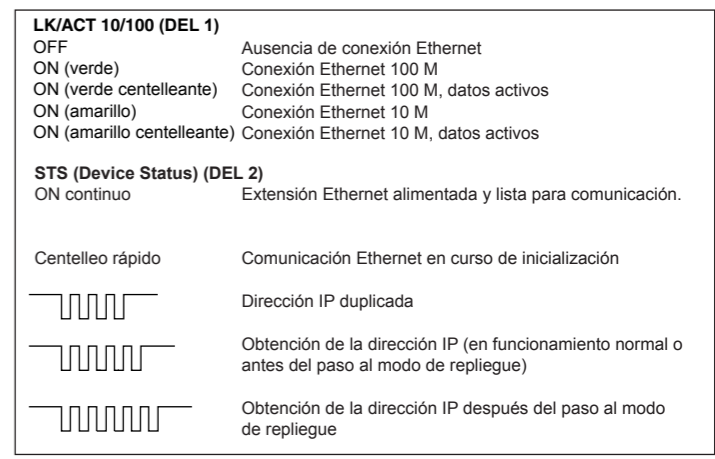 LK/ACT 10/100 (DEL 1)
OFF Ausencia de conexión Ethernet
ON (verde) Conexión Ethernet 100 M
ON (verde centelleante) Conexión Ethernet 100 M, datos activos
ON (amarillo) Conexión Ethernet 10 M
ON (amarillo centelleante) Conexión Ethernet 10 M, datos activos
STS (Device Status) (DEL 2)
ON continuo Extensión Ethernet alimentada y lista para comunicación.
Centelleo rápido Comunicación Ethernet en curso de inicialización
Dirección IP duplicada
Obtención de la dirección IP (en funcionamiento normal o
antes del paso al modo de repliegue)
Obtención de la dirección IP después del paso al modo
de repliegue